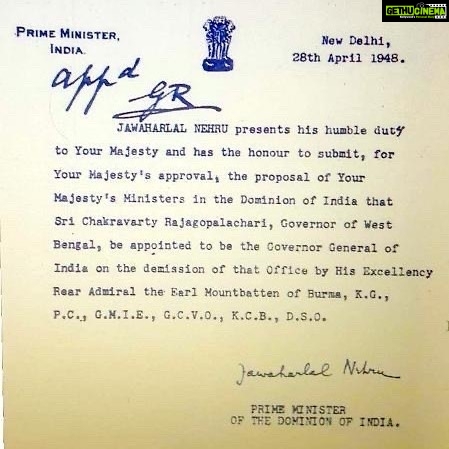 GETHUCINEMA
PRIME MINISTER,
INDIA.
New Delhi,
28th April 1948.
appd
GR
JAWAHARLAL NEHRU presents his humble duty
to Your Majesty and has the honour to submit, for
Your Majesty's approval, the proposal of Your
Majesty's Ministers in the Dominion of India that
Sri Chakravarty Rajagopalachari, Governor of West
Bengal, be appointed to be the Governor General of
India on the demission of that Office by His Excellency
Rear Admiral the Earl Mountbatten of Burma, K.G.,
P.C., G.M.I.E., G.C.V.O., K.C.B., D.S.O.
Jawaharlal Nehru
PRIME MINISTER
OF THE DOMINION OF INDIA.